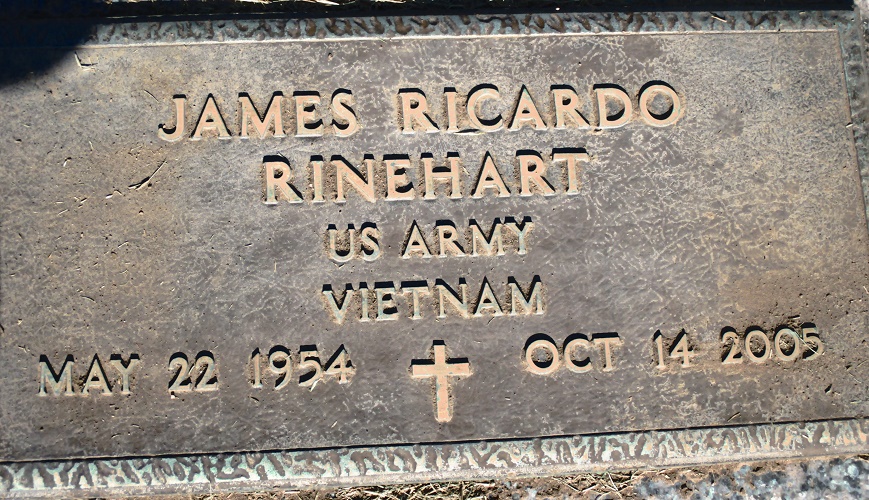 JAMES RICARDO
RINEHART
US ARMY
VIETNAM
MAY 22 1954 OCT 14 2005